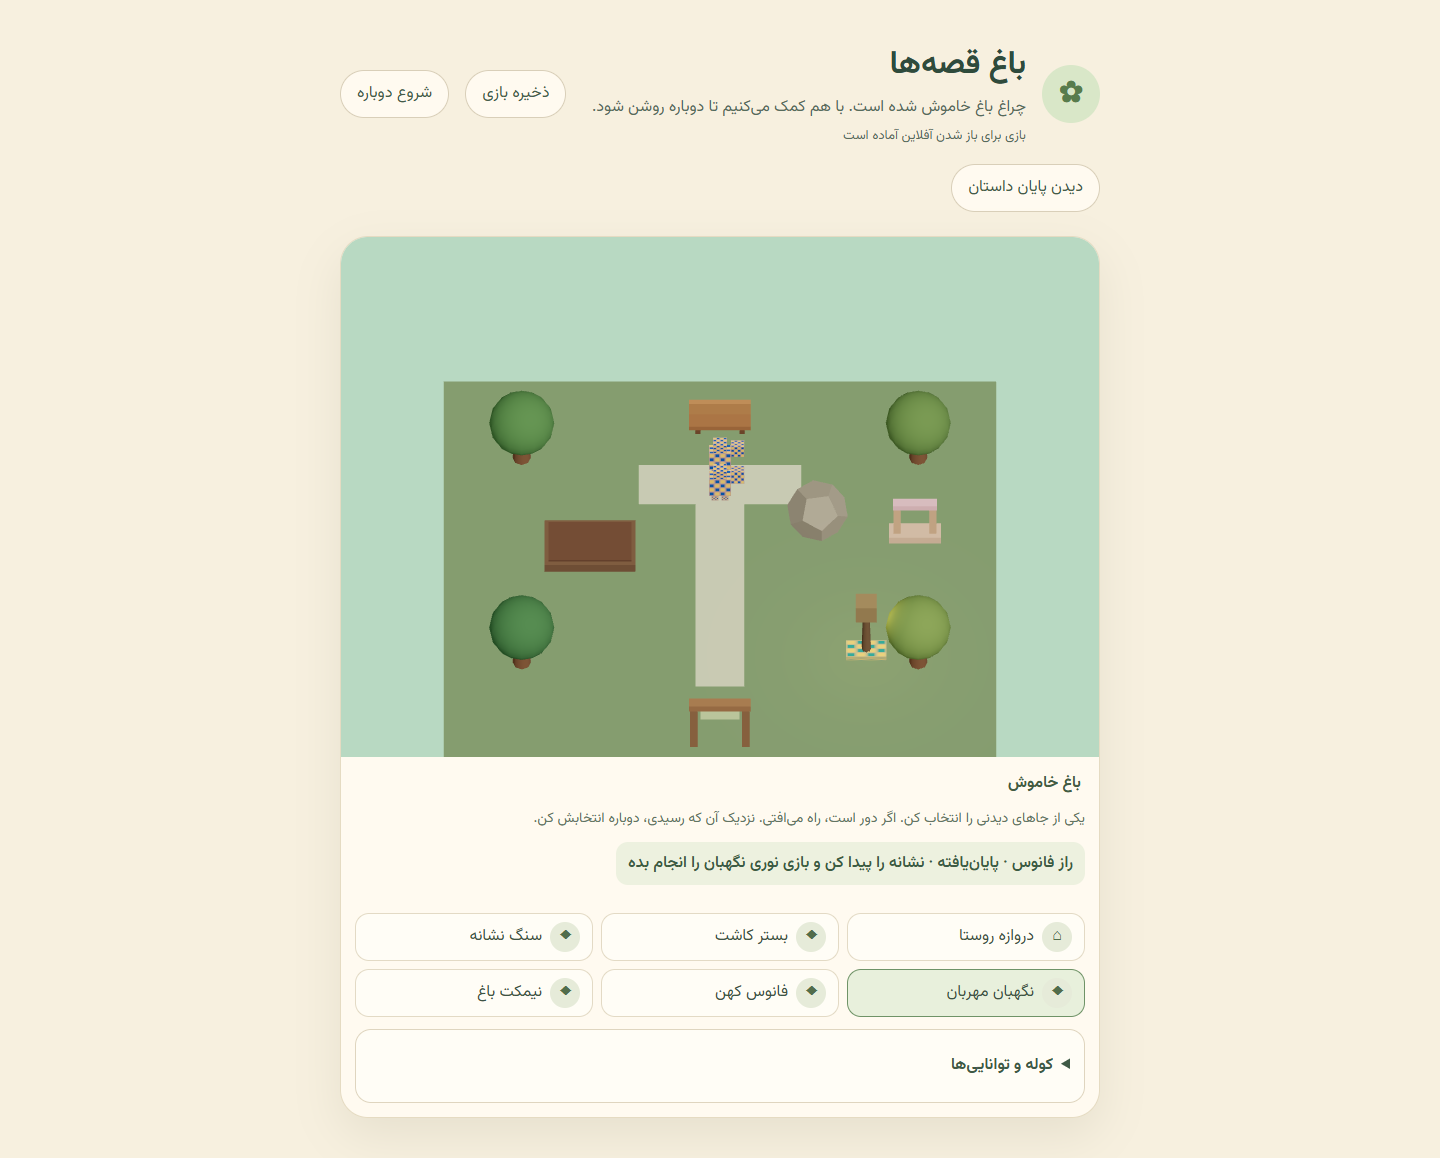 باغ قصه‌ها
چراغ باغ خاموش شده است. با هم کمک می‌کنیم تا دوباره روشن شود.
بازی برای باز شدن آفلاین آماده است
ذخیره بازی
شروع دوباره
دیدن پایان داستان
باغ خاموش
یکی از جاهای دیدنی را انتخاب کن. اگر دور است، راه می‌افتی. نزدیک آن که رسیدی، دوباره انتخابش کن.
راز فانوس · پایان‌یافته · نشانه را پیدا کن و بازی نوری نگهبان را انجام بده
دروازه روستا
بستر کاشت
سنگ نشانه
نگهبان مهربان
فانوس کهن
نیمکت باغ
کوله و توانایی‌ها